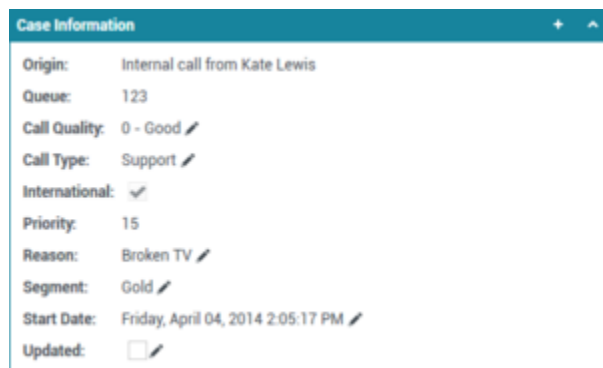 Case Information
Origin: Internal call from Kate Lewis
Queue: 123
Call Quality: 0 - Good
Call Type: Support
International:
Priority: 15
Reason: Broken TV
Segment: Gold
Start Date: Friday, April 04, 2014 2:05:17 PM
Updated: